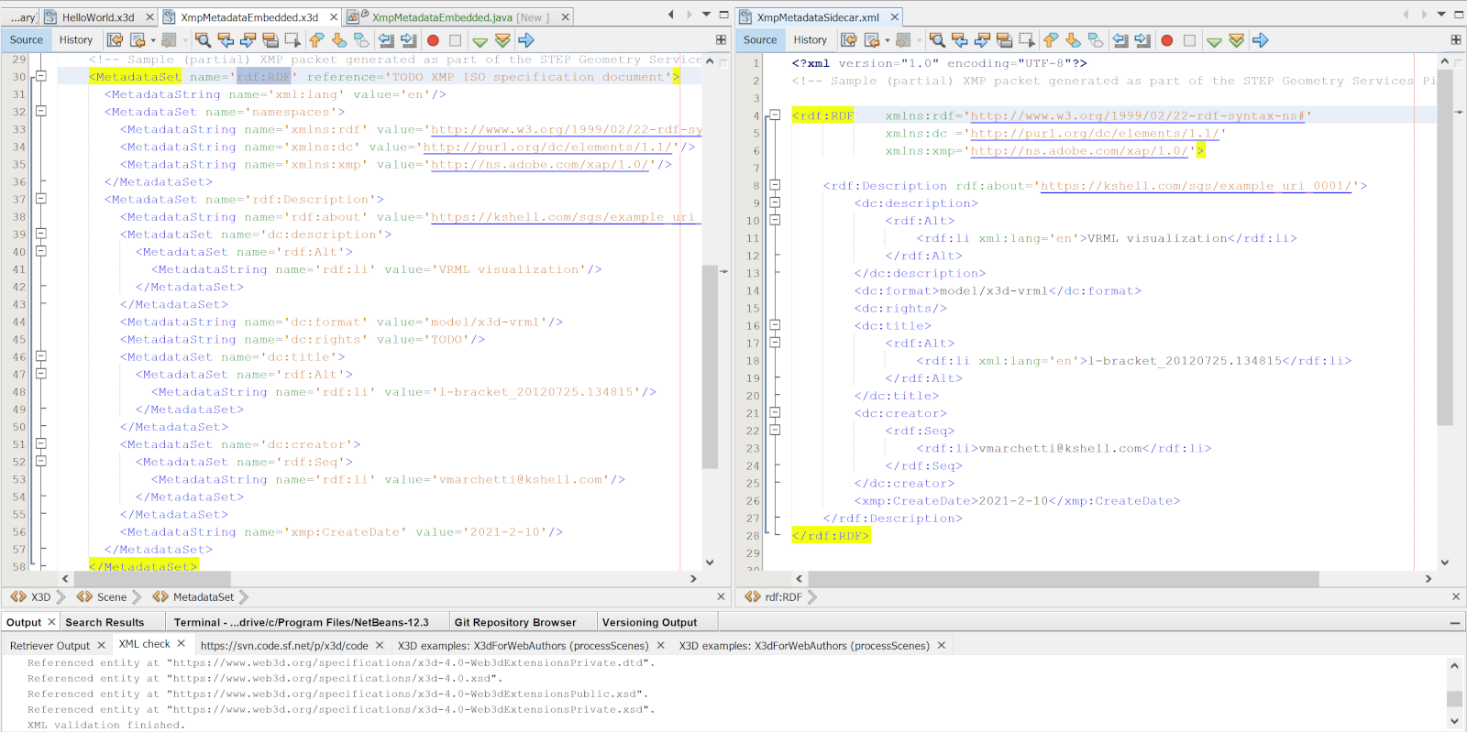 ...ary HelloWorld.x3d XmpMetadataEmbedded.x3d XmpMetadataEmbedded.java [New ]
Source History
29 <!-- Sample (partial) XMP packet generated as part of the STEP Geometry Service
30 <MetadataSet name='rdf:RDF' reference='TODO XMP ISO specification document'>
31 <MetadataString name='xml:lang' value='en'/>
32 <MetadataSet name='namespaces'>
33 <MetadataString name='xmlns:rdf' value='http://www.w3.org/1999/02/22-rdf-sy
34 <MetadataString name='xmlns:dc' value='http://purl.org/dc/elements/1.1/'/>
35 <MetadataString name='xmlns:xmp' value='http://ns.adobe.com/xap/1.0/'/>
36 </MetadataSet>
37 <MetadataSet name='rdf:Description'>
38 <MetadataString name='rdf:about' value='https://kshell.com/sgs/example_uri_
39 <MetadataSet name='dc:description'>
40 <MetadataSet name='rdf:Alt'>
41 <MetadataString name='rdf:li' value='VRML visualization'/>
42 </MetadataSet>
43 </MetadataSet>
44 <MetadataString name='dc:format' value='model/x3d-vrml'/>
45 <MetadataString name='dc:rights' value='TODO'/>
46 <MetadataSet name='dc:title'>
47 <MetadataSet name='rdf:Alt'>
48 <MetadataString name='rdf:li' value='l-bracket_20120725.134815'/>
49 </MetadataSet>
50 </MetadataSet>
51 <MetadataSet name='dc:creator'>
52 <MetadataSet name='rdf:Seq'>
53 <MetadataString name='rdf:li' value='vmarchetti@kshell.com'/>
54 </MetadataSet>
55 </MetadataSet>
56 <MetadataString name='xmp:CreateDate' value='2021-2-10'/>
57 </MetadataSet>
58 </MetadataSet>
X3D Scene MetadataSet
XmpMetadataSidecar.xml
Source History
1 <?xml version="1.0" encoding="UTF-8"?>
2 <!-- Sample (partial) XMP packet generated as part of the STEP Geometry Services Pi
3
4 <rdf:RDF xmlns:rdf='http://www.w3.org/1999/02/22-rdf-syntax-ns#'
5 xmlns:dc ='http://purl.org/dc/elements/1.1/'
6 xmlns:xmp='http://ns.adobe.com/xap/1.0/'>
7
8 <rdf:Description rdf:about='https://kshell.com/sgs/example_uri_0001/'>
9 <dc:description>
10 <rdf:Alt>
11 <rdf:li xml:lang='en'>VRML visualization</rdf:li>
12 </rdf:Alt>
13 </dc:description>
14 <dc:format>model/x3d-vrml</dc:format>
15 <dc:rights/>
16 <dc:title>
17 <rdf:Alt>
18 <rdf:li xml:lang='en'>l-bracket_20120725.134815</rdf:li>
19 </rdf:Alt>
20 </dc:title>
21 <dc:creator>
22 <rdf:Seq>
23 <rdf:li>vmarchetti@kshell.com</rdf:li>
24 </rdf:Seq>
25 </dc:creator>
26 <xmp:CreateDate>2021-2-10</xmp:CreateDate>
27 </rdf:Description>
28 </rdf:RDF>
29
30
rdf:RDF
Output Search Results Terminal - ...drive/c/Program Files/NetBeans-12.3 Git Repository Browser Versioning Output
Retriever Output XML check https://svn.code.sf.net/p/x3d/code X3D examples: X3dForWebAuthors (processScenes) X3D examples: X3dForWebAuthors (processScenes)
Referenced entity at "https://www.web3d.org/specifications/x3d-4.0-Web3dExtensionsPrivate.dtd".
Referenced entity at "https://www.web3d.org/specifications/x3d-4.0.xsd".
Referenced entity at "https://www.web3d.org/specifications/x3d-4.0-Web3dExtensionsPublic.xsd".
Referenced entity at "https://www.web3d.org/specifications/x3d-4.0-Web3dExtensionsPrivate.xsd".
XML validation finished.